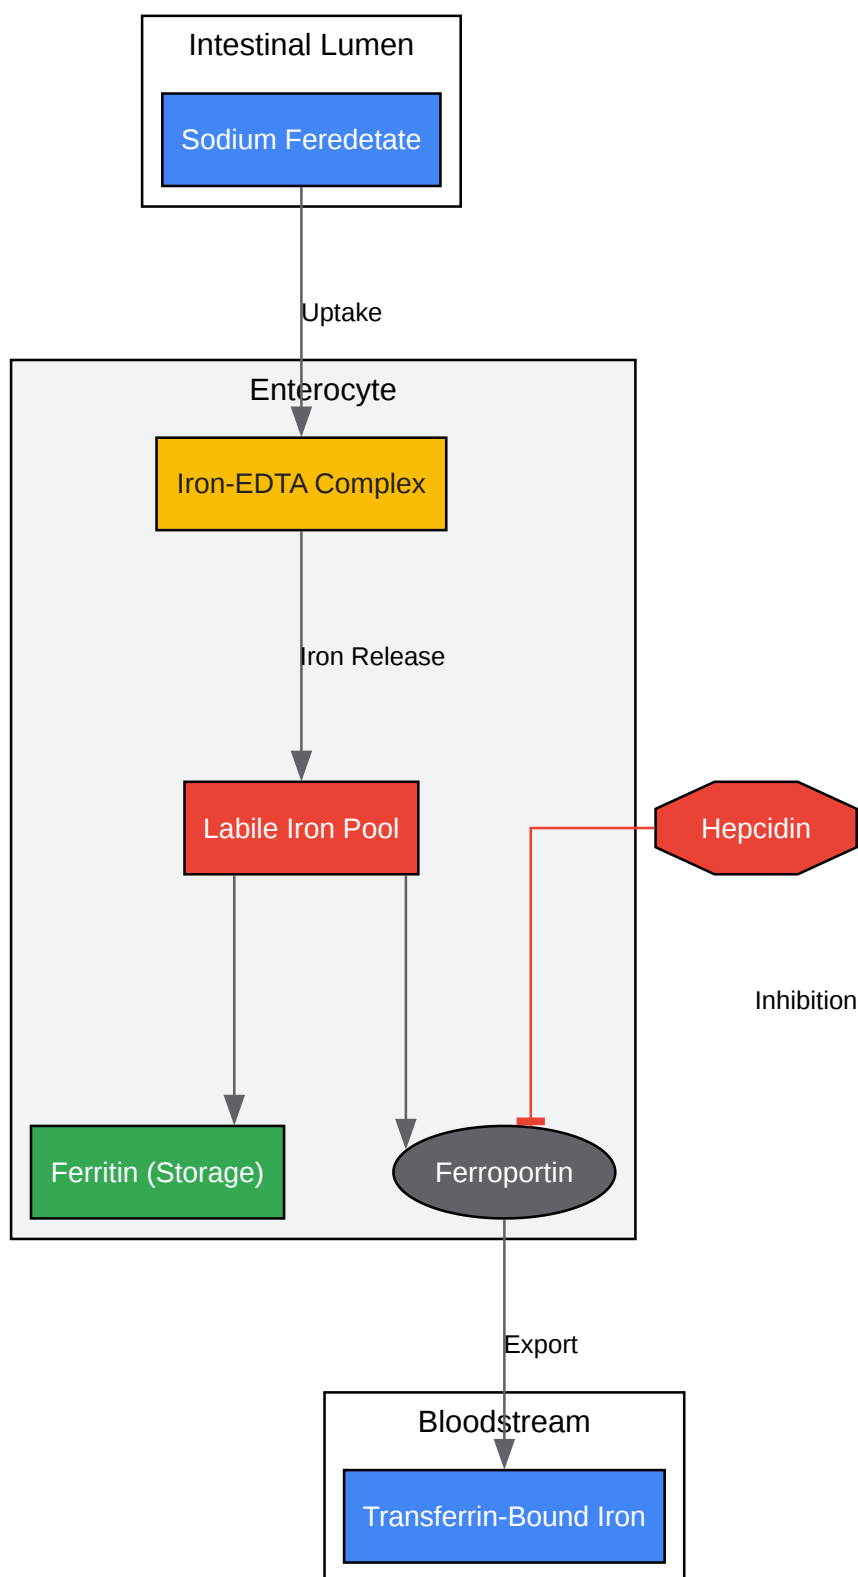 Intestinal Lumen
Sodium Feredetate
Uptake
Enterocyte
Iron-EDTA Complex
Iron Release
Labile Iron Pool
Hepcidin
Inhibition
Ferritin (Storage)
Ferroportin
Export
Bloodstream
Transferrin-Bound Iron